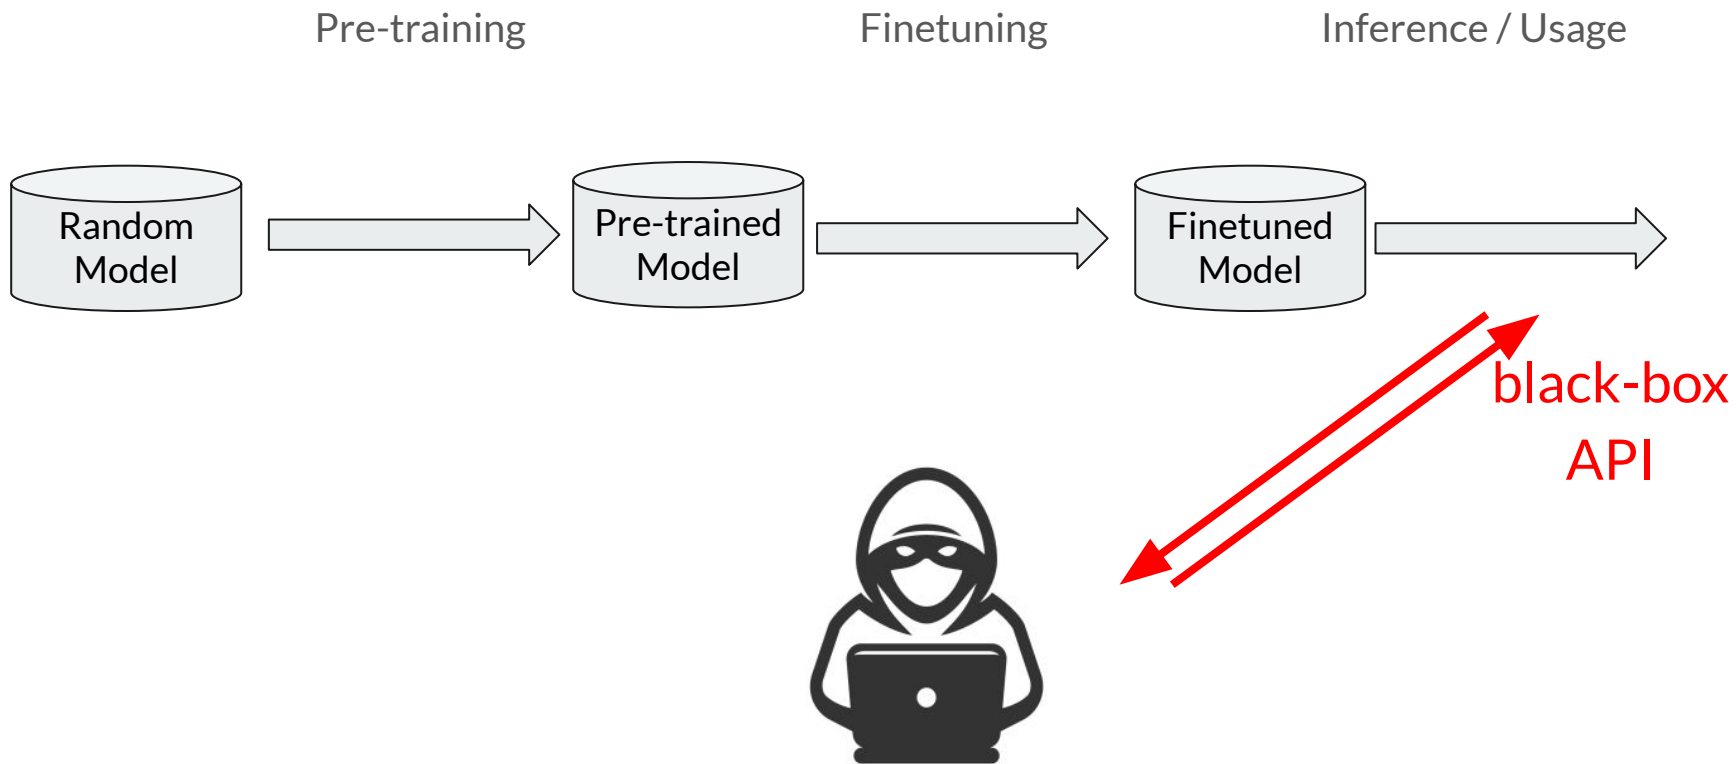 Pre-training
Finetuning
Inference / Usage
Random
Model
Pre-trained
Model
Finetuned
Model
black-box
API